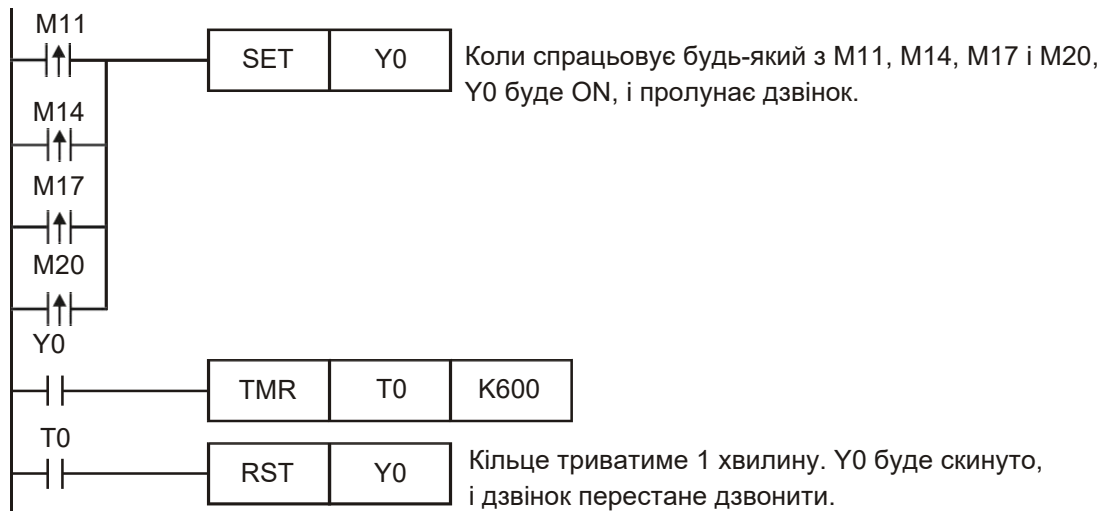 M11
SET Y0 Коли спрацьовує будь-який з M11, M14, M17 і M20,
Y0 буде ON, і пролунає дзвінок.
M14
M17
M20
Y0
TMR T0 K600
T0
RST Y0 Кільце триватиме 1 хвилину. Y0 буде скинуто,
і дзвінок перестане дзвонити.